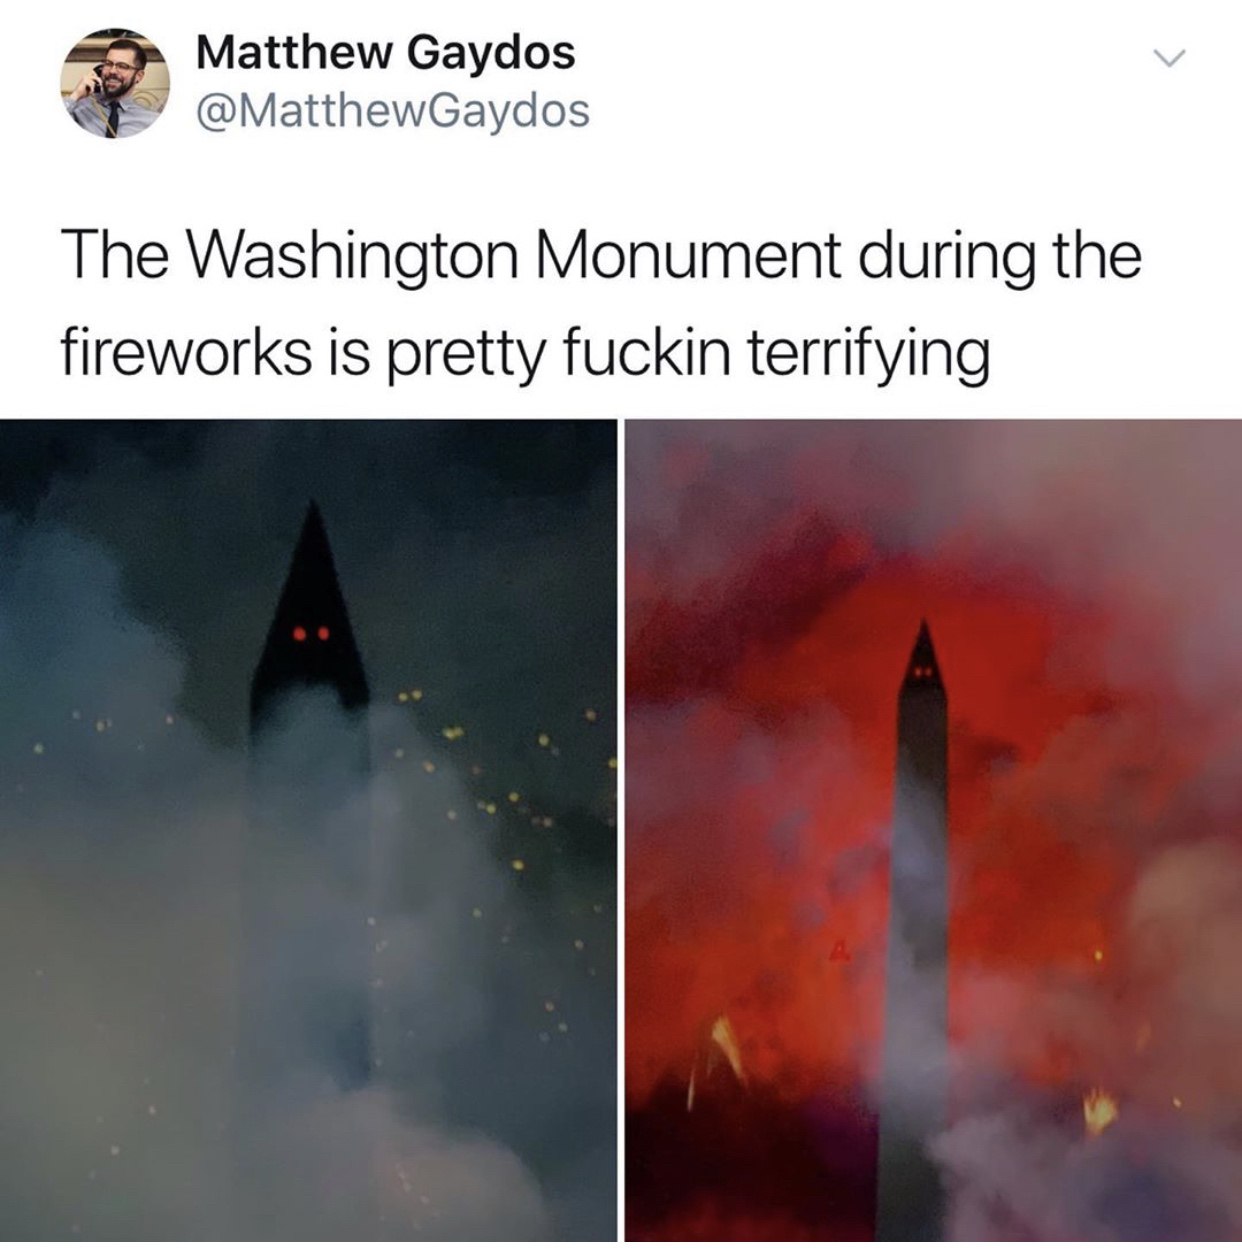 Matthew Gaydos
@MatthewGaydos
The Washington Monument during the
fireworks is pretty fuckin terrifying